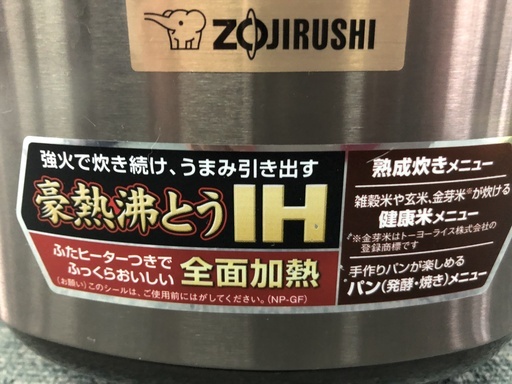 ZOJIRUSHI
強火で炊き続け、うまみ引き出す
豪熱沸とうIH
ふたヒーターつきで
ふっくらおいしい
全面加熱
(お願い)このシールは、ご使用前にはがしてください。(NP-GF)
熟成炊きメニュー
雑穀米や玄米、金芽米※が炊ける
健康米メニュー
※金芽米はトーヨーライス株式会社の
登録商標です
手作りパンが楽しめる
パン(発酵・焼き)メニュー